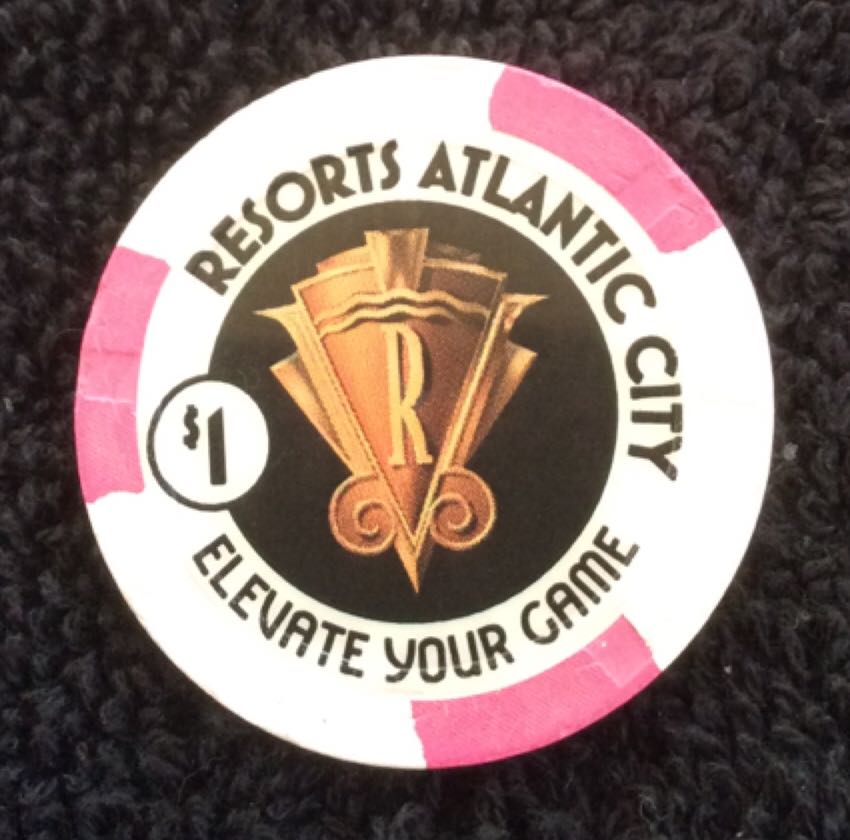 RESORTS ATLANTIC CITY
R
$1
ELEVATE YOUR GAME